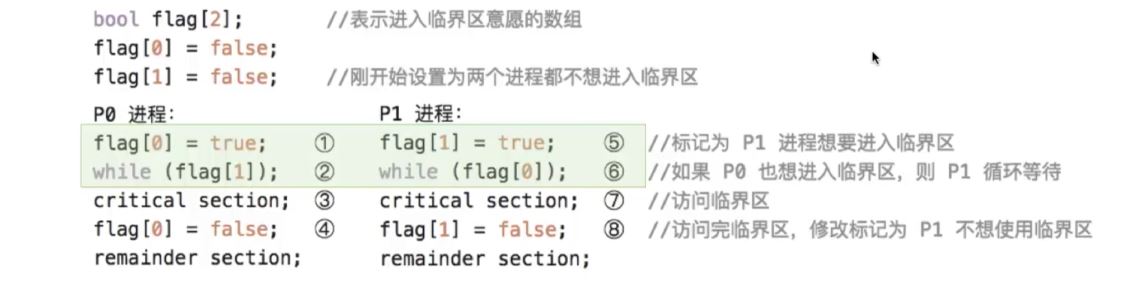 bool flag[2]; //表示进入临界区意愿的数组
flag[0] = false;
flag[1] = false; //刚开始设置为两个进程都不想进入临界区
P0 进程: P1 进程:
flag[0] = true; ① flag[1] = true; ⑤ //标记为 P1 进程想要进入临界区
while (flag[1]); ② while (flag[0]); ⑥ //如果 P0 也想进入临界区，则 P1 循环等待
critical section; ③ critical section; ⑦ //访问临界区
flag[0] = false; ④ flag[1] = false; ⑧ //访问完临界区，修改标记为 P1 不想使用临界区
remainder section; remainder section;